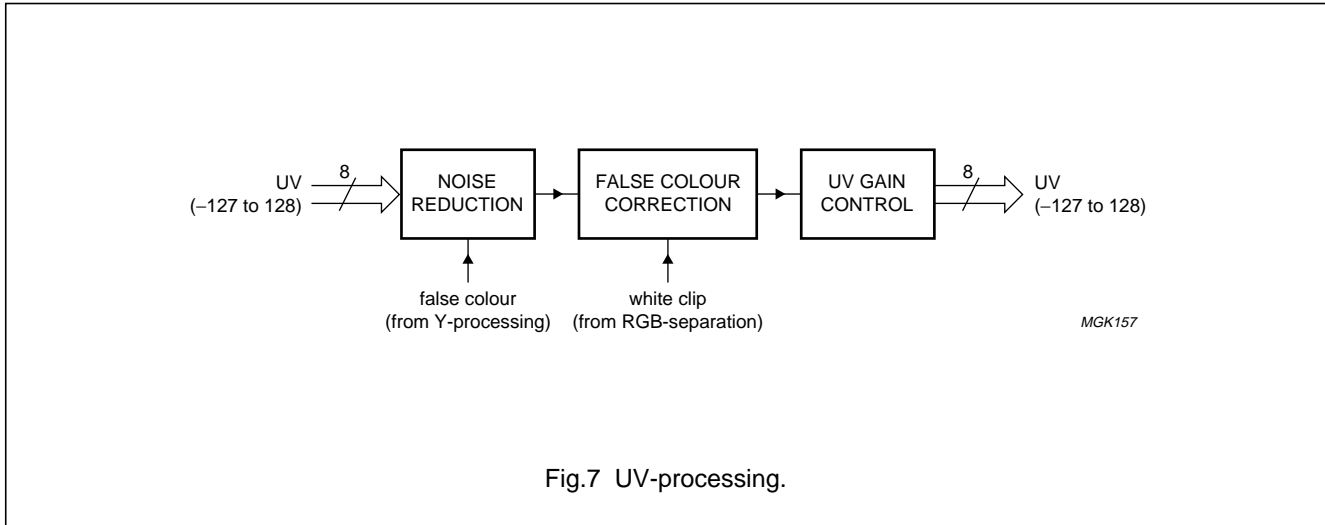 UV
(−127 to 128)
8
NOISE
REDUCTION
FALSE COLOUR
CORRECTION
UV GAIN
CONTROL
8
UV
(−127 to 128)
false colour
(from Y-processing)
white clip
(from RGB-separation)
MGK157
Fig.7 UV-processing.